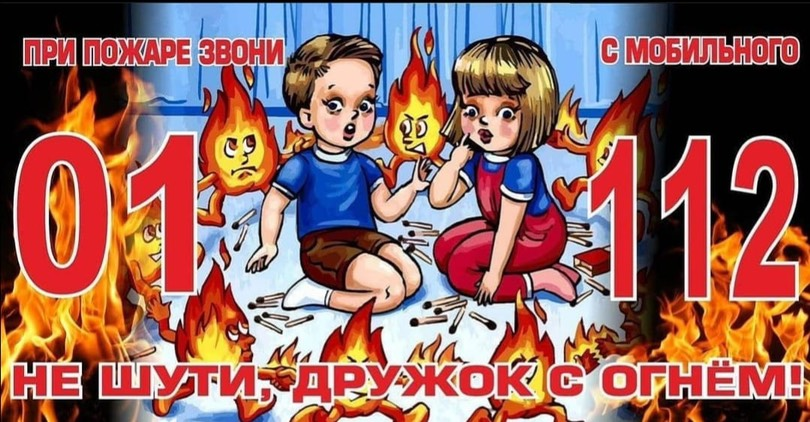 ПРИ ПОЖАРЕ ЗВОНИ
01
С МОБИЛЬНОГО
112
НЕ ШУТИ, ДРУЖОК С ОГНЁМ!